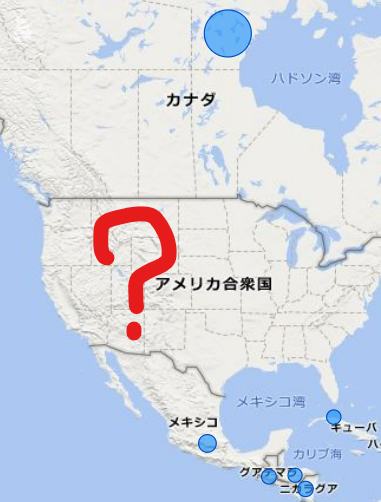 ハドソン湾
カナダ
?
アメリカ合衆国
メキシコ湾
メキシコ
キューバ
ハ
カリブ海
グアテマラ
ニカラグア